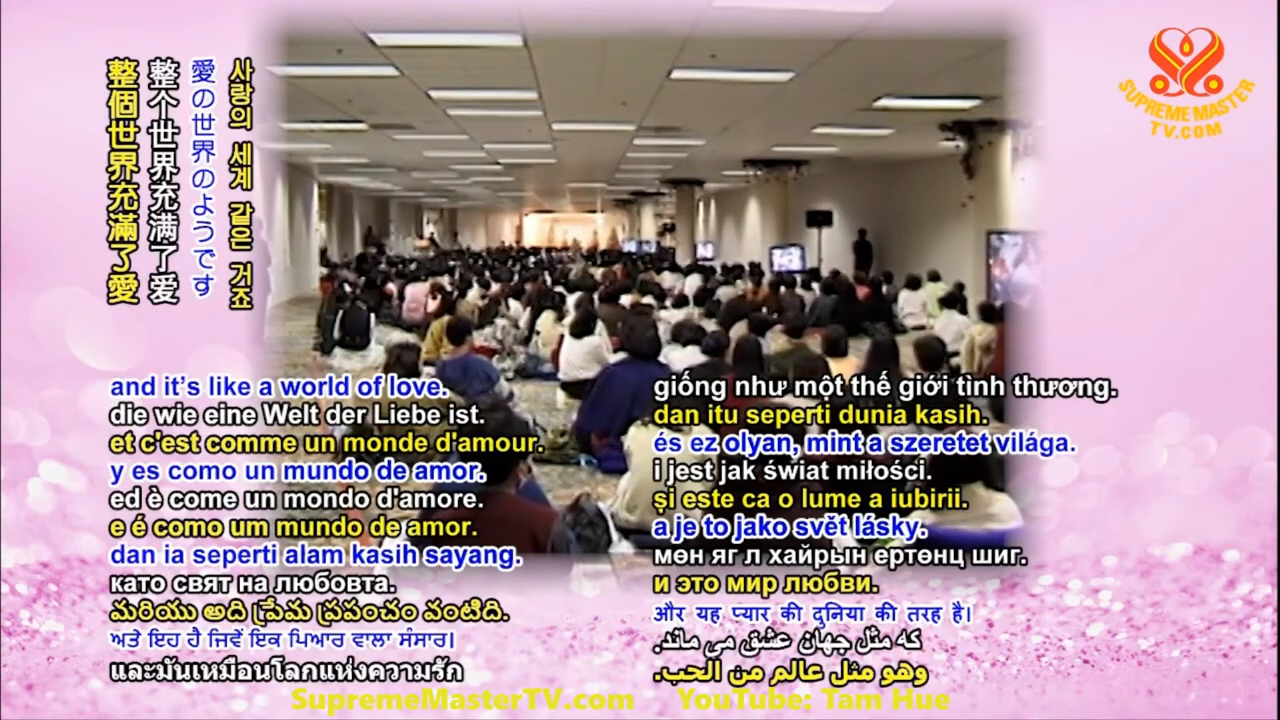 整個世界充滿了愛
整个世界充满了爱
愛の世界のようです
사랑의 세계 같은 거죠
SUPREME MASTER
TV.COM
and it's like a world of love.
die wie eine Welt der Liebe ist.
et c'est comme un monde d'amour.
y es como un mundo de amor.
ed è come un mondo d'amore.
e é como um mundo de amor.
dan ia seperti alam kasih sayang.
като свят на любовта.
మరియు అది ప్రేమ ప్రపంచం వంటిది.
ਅਤੇ ਇਹ ਹੈ ਜਿਵੇਂ ਇਕ ਪਿਆਰ ਵਾਲਾ ਸੰਸਾਰ।
และมันเหมือนโลกแห่งความรัก
giống như một thế giới tình thương.
dan itu seperti dunia kasih.
és ez olyan, mint a szeretet világa.
i jest jak świat miłości.
și este ca o lume a iubirii.
a je to jako svět lásky.
мөн яг л хайрын ертөнц шиг.
и это мир любви.
और यह प्यार की दुनिया की तरह है।
که مثل جهان عشق می ماند.
وهو مثل عالم من الحب.
SupremeMasterTV.com YouTube: Tam Hue